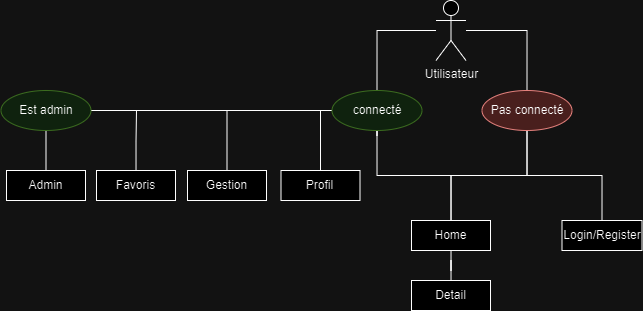 Utilisateur
Est admin
connecté
Pas connecté
Admin
Favoris
Gestion
Profil
Home
Login/Register
Detail